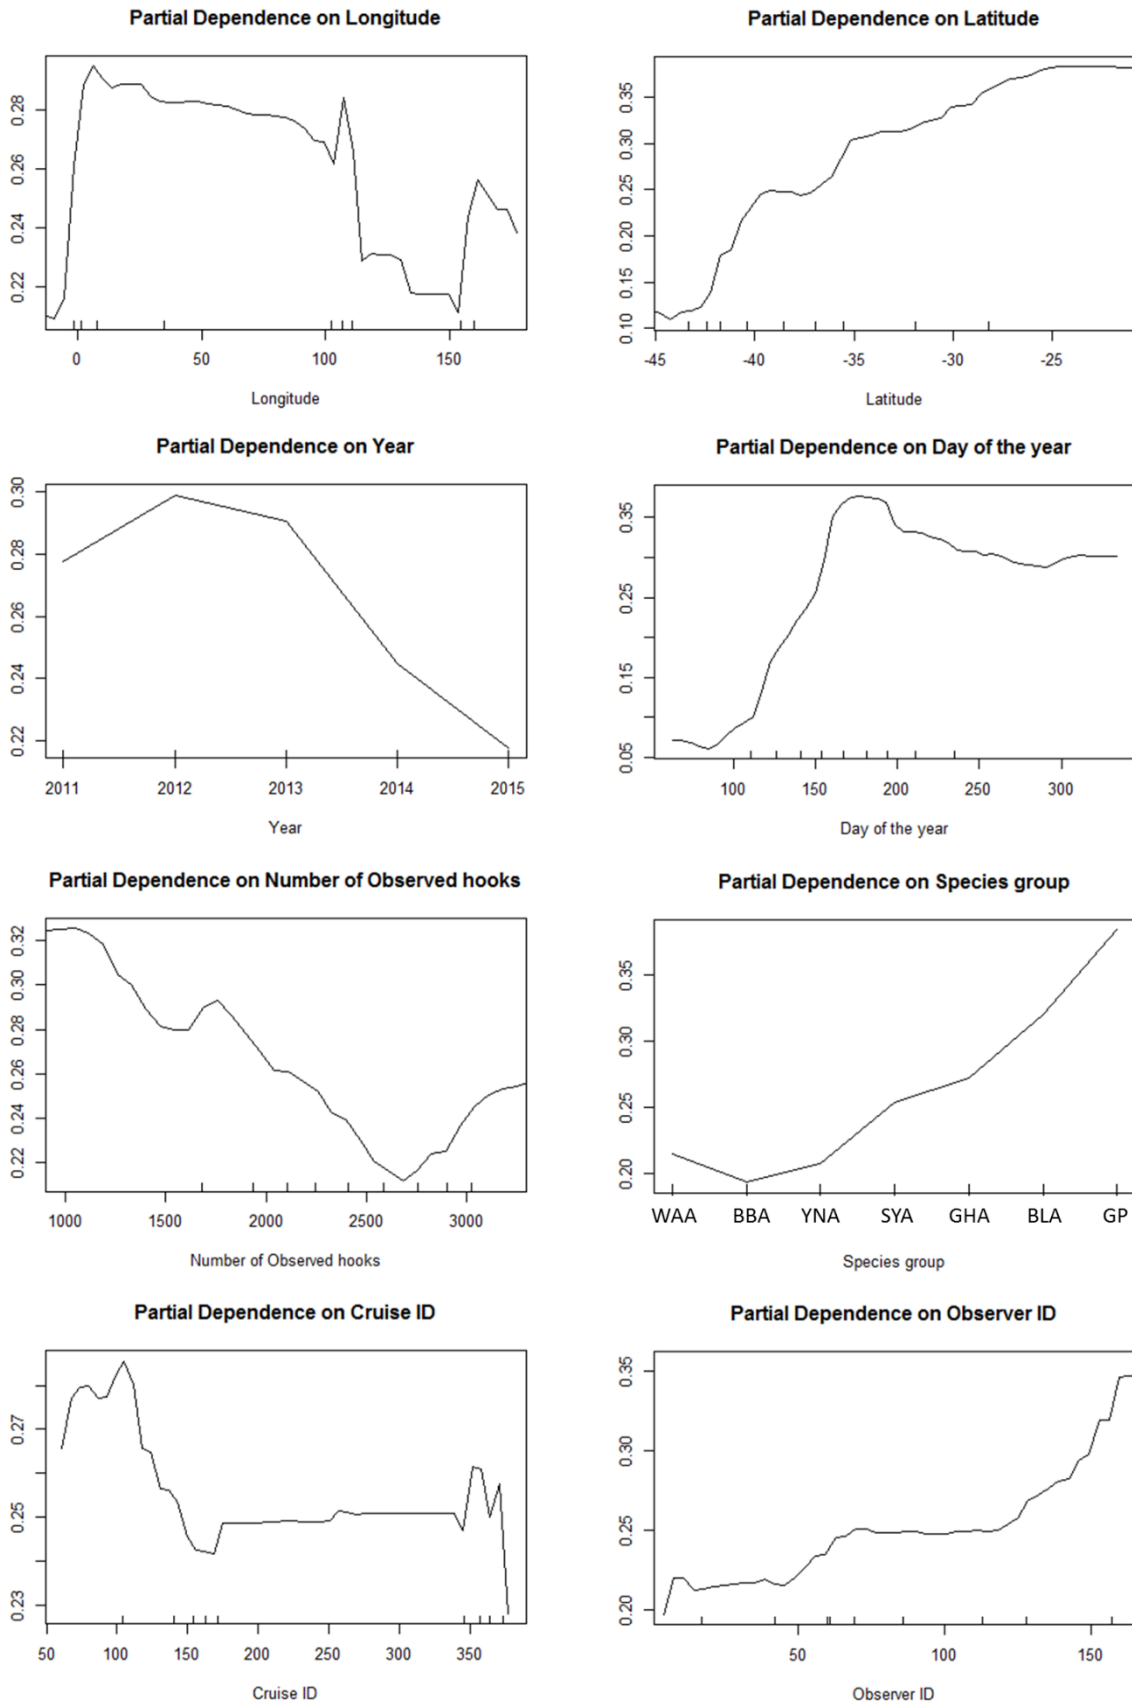 Partial Dependence on Longitude
0.28
0.26
0.24
0.22
0 50 100 150
Longitude
Partial Dependence on Latitude
0.35
0.30
0.25
0.20
0.15
0.10
-45 -40 -35 -30 -25
Latitude
Partial Dependence on Year
0.30
0.28
0.26
0.24
0.22
2011 2012 2013 2014 2015
Year
Partial Dependence on Day of the year
0.35
0.25
0.15
0.05
100 150 200 250 300
Day of the year
Partial Dependence on Number of Observed hooks
0.32
0.30
0.28
0.26
0.24
0.22
1000 1500 2000 2500 3000
Number of Observed hooks
Partial Dependence on Species group
0.35
0.30
0.25
0.20
WAA BBA YNA SYA GHA BLA GP
Species group
Partial Dependence on Cruise ID
0.27
0.25
0.23
50 100 150 200 250 300 350
Cruise ID
Partial Dependence on Observer ID
0.35
0.30
0.25
0.20
50 100 150
Observer ID